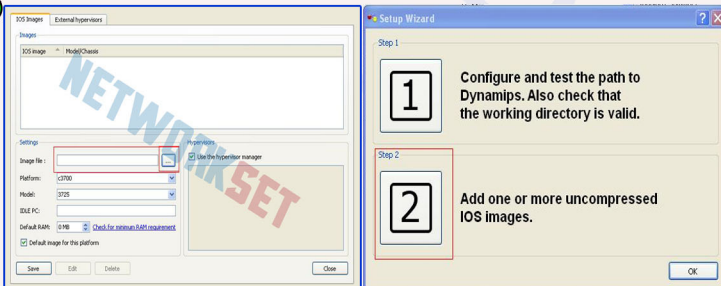 IOS Images External hypervisors
Images
IOS image Model/Chassis
Settings
Image file :
...
Platform: c3700
Model: 3725
IDLE PC:
Default RAM: 0 MB Check for minimum RAM requirement
Default image for this platform
Hypervisors
Use the hypervisor manager
Save Edit Delete Close
NETWORKSET
Setup Wizard
Step 1
1
Configure and test the path to
Dynamips. Also check that
the working directory is valid.
Step 2
2
Add one or more uncompressed
IOS images.
OK